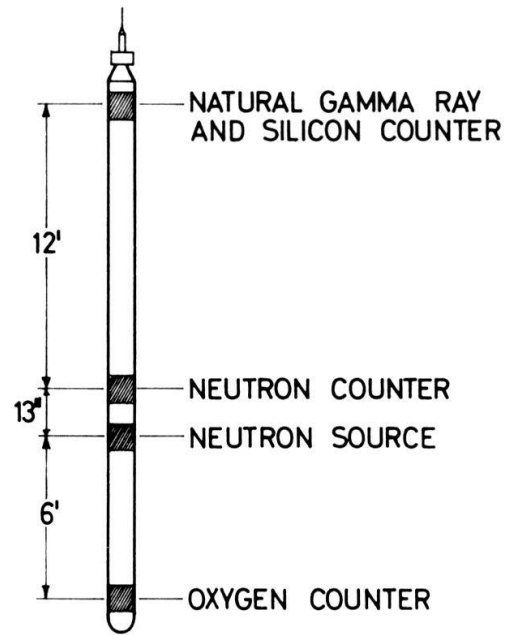 NATURAL GAMMA RAY
AND SILICON COUNTER
12'
NEUTRON COUNTER
13"
NEUTRON SOURCE
6'
OXYGEN COUNTER